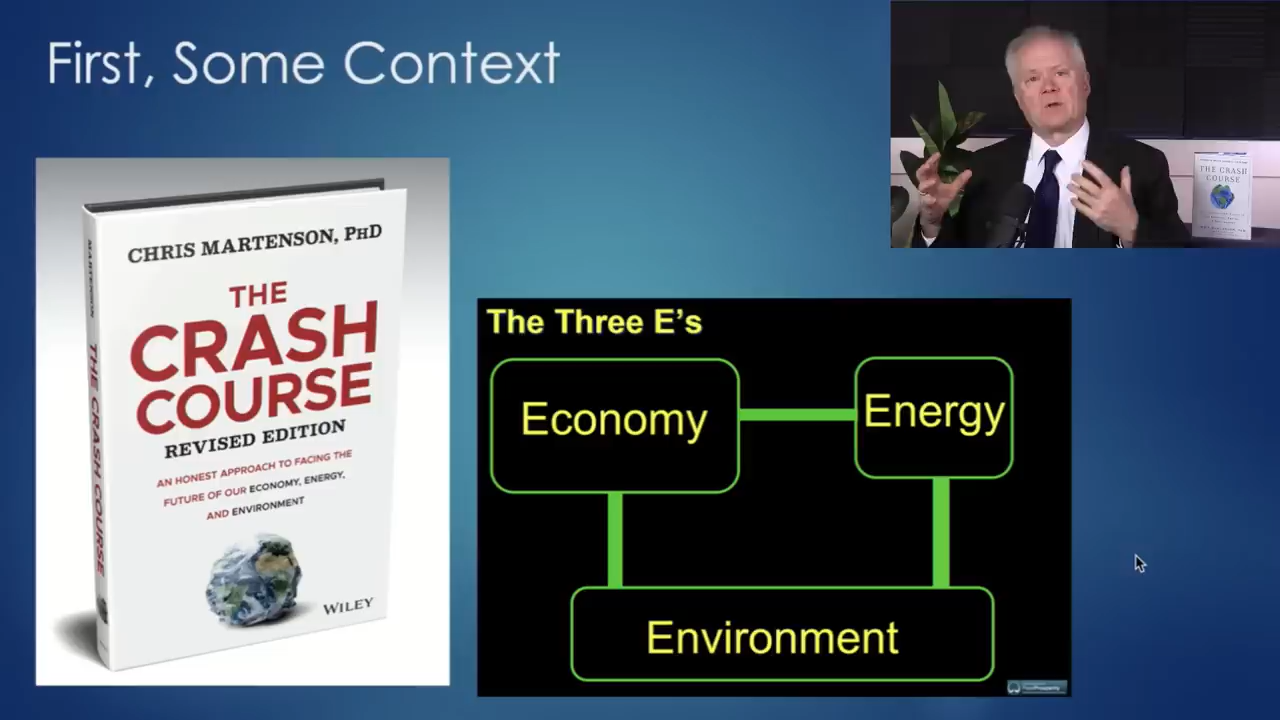 First, Some Context
CHRIS MARTENSON, PHD
THE
CRASH
COURSE
REVISED EDITION
AN HONEST APPROACH TO FACING THE
FUTURE OF OUR ECONOMY, ENERGY,
AND ENVIRONMENT
WILEY
MARTENSON
THE CRASH COURSE
THE CRASH
COURSE
The Three E's
Economy
Energy
Environment